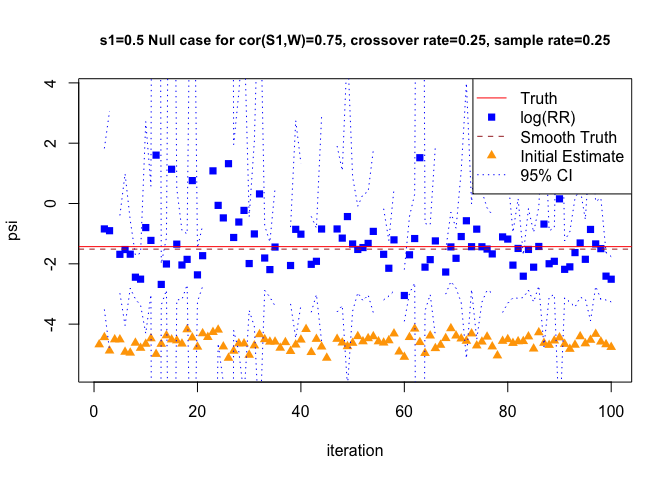 s1=0.5 Null case for cor(S1,W)=0.75, crossover rate=0.25, sample rate=0.25
Truth
log(RR)
Smooth Truth
Initial Estimate
95% CI
psi
4
2
0
-2
-4
0
20
40
60
80
100
iteration